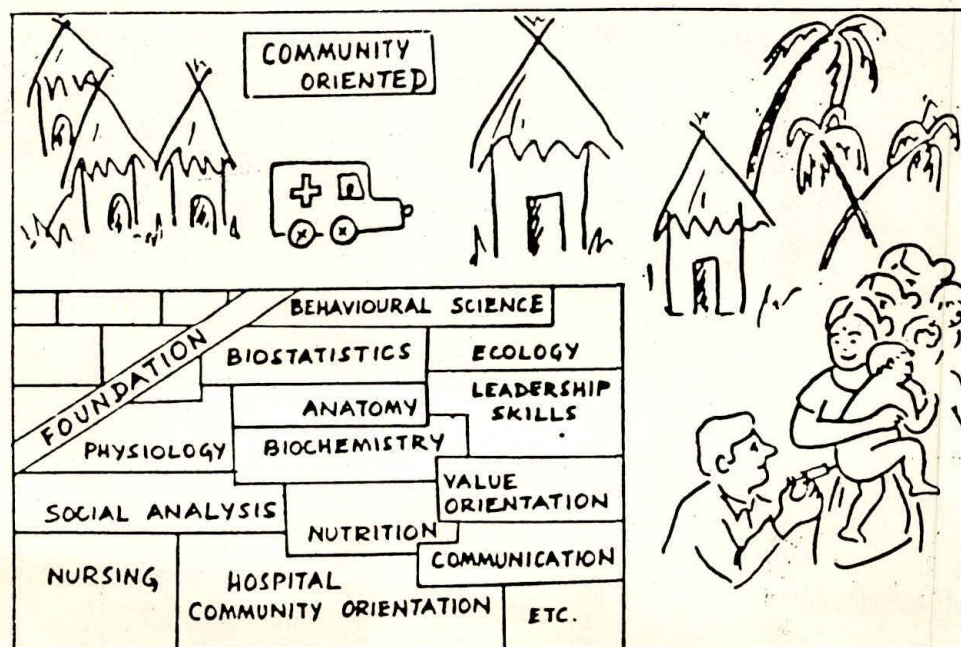 COMMUNITY
ORIENTED
FOUNDATION
BEHAVIOURAL SCIENCE
BIOSTATISTICS
ECOLOGY
ANATOMY
LEADERSHIP
SKILLS
PHYSIOLOGY
BIOCHEMISTRY
VALUE
ORIENTATION
SOCIAL ANALYSIS
NUTRITION
COMMUNICATION
NURSING
HOSPITAL
COMMUNITY ORIENTATION
ETC.